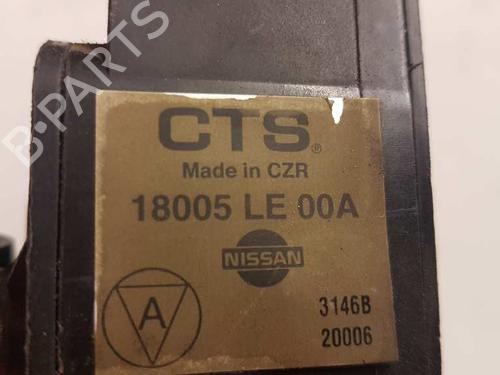 B-PARTS
CTS®
Made in CZR
18005 LE 00A
NISSAN
A
3146B
20006